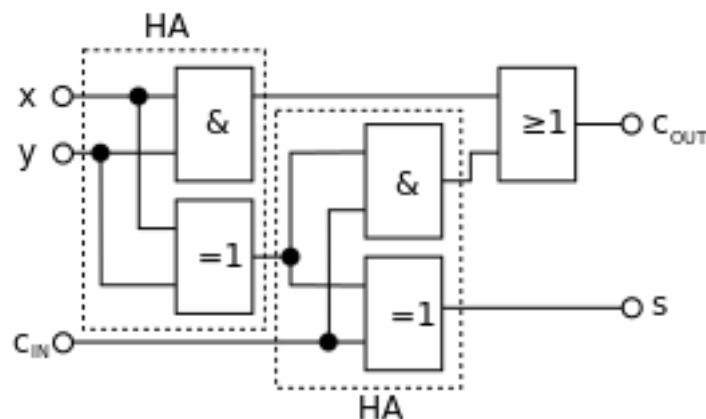 HA
x
&
≥1
c_OUT
y
&
=1
=1
s
c_IN
HA